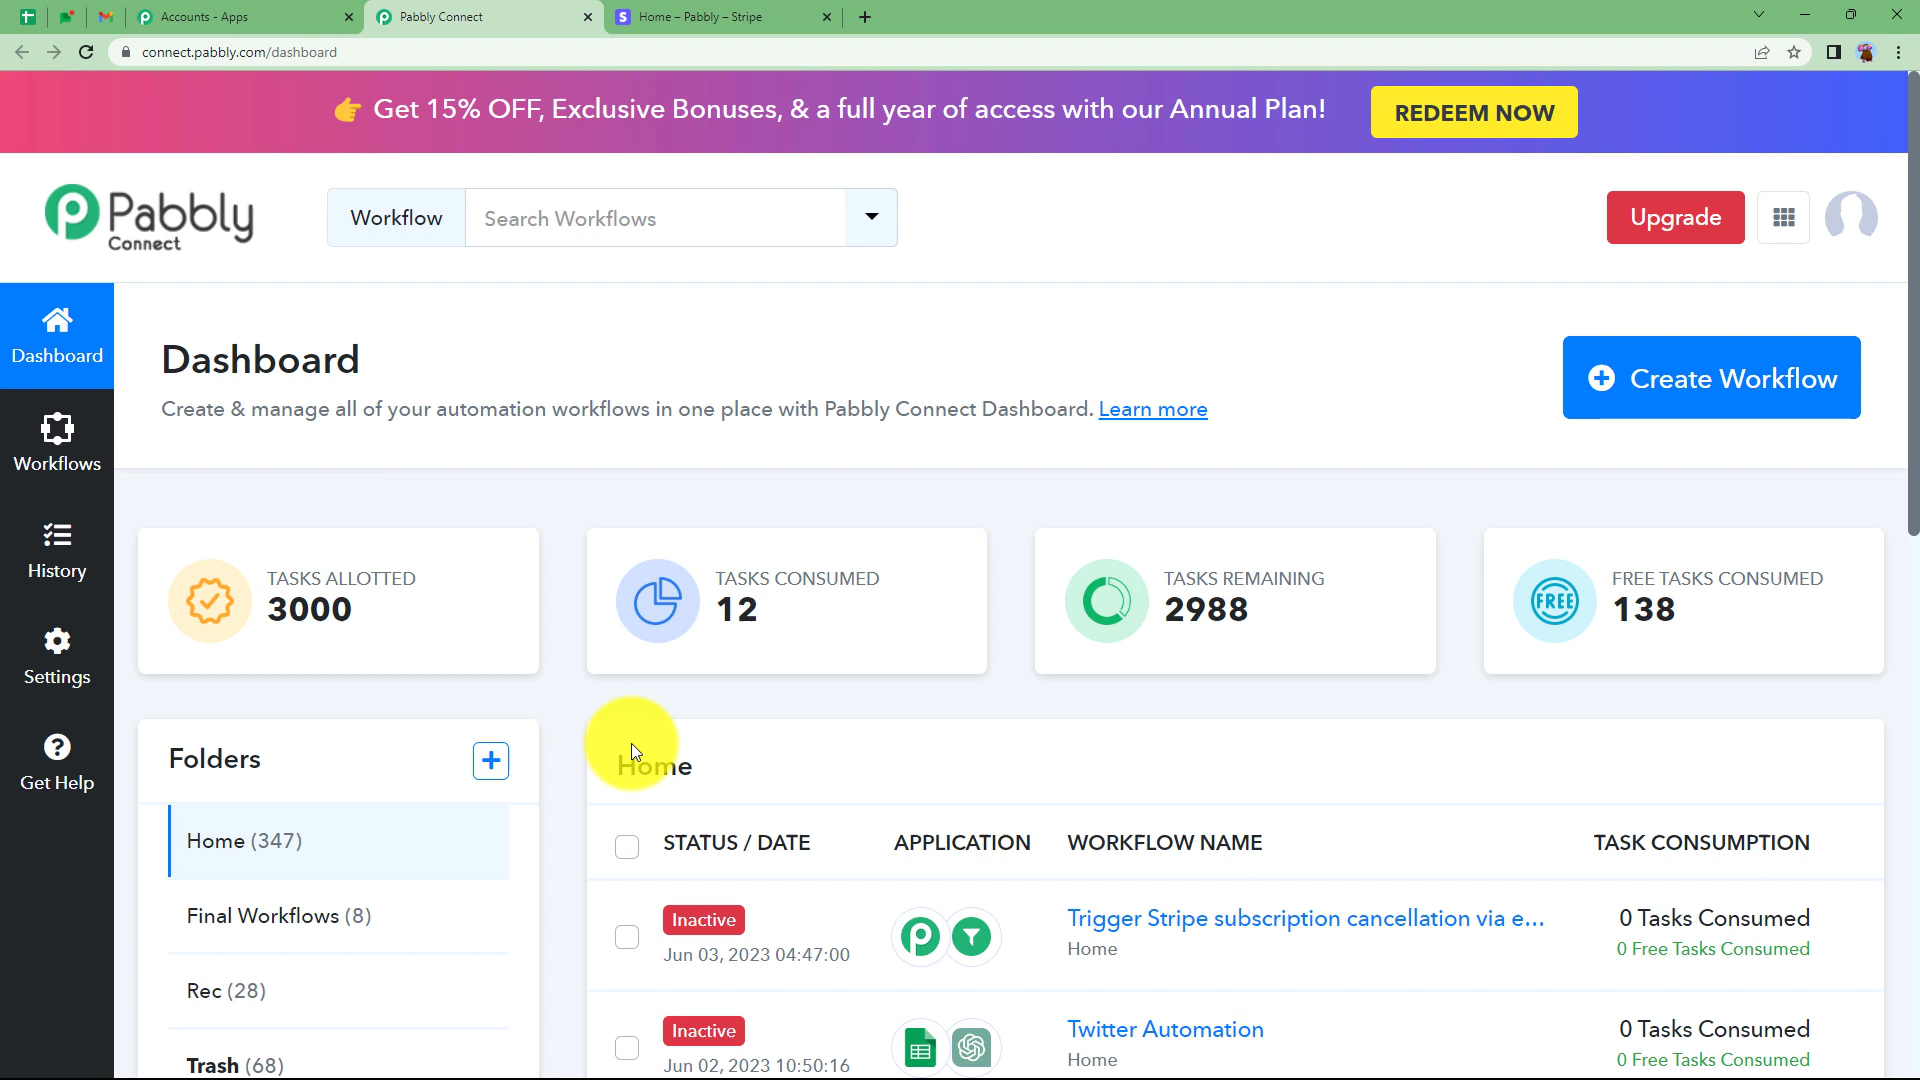 Accounts - Apps
Pabbly Connect
Home – Pabbly – Stripe
connect.pabbly.com/dashboard
👉 Get 15% OFF, Exclusive Bonuses, & a full year of access with our Annual Plan!
REDEEM NOW
Pabbly
Connect
Workflow
Search Workflows
Upgrade
Dashboard
Workflows
History
Settings
Get Help
Dashboard
Create & manage all of your automation workflows in one place with Pabbly Connect Dashboard. Learn more
Create Workflow
TASKS ALLOTTED
3000
TASKS CONSUMED
12
TASKS REMAINING
2988
FREE
FREE TASKS CONSUMED
138
Folders
Home (347)
Final Workflows (8)
Rec (28)
Trash (68)
Home
STATUS / DATE APPLICATION WORKFLOW NAME TASK CONSUMPTION
Inactive
Jun 03, 2023 04:47:00
Trigger Stripe subscription cancellation via e...
Home
0 Tasks Consumed
0 Free Tasks Consumed
Inactive
Jun 02, 2023 10:50:16
Twitter Automation
Home
0 Tasks Consumed
0 Free Tasks Consumed